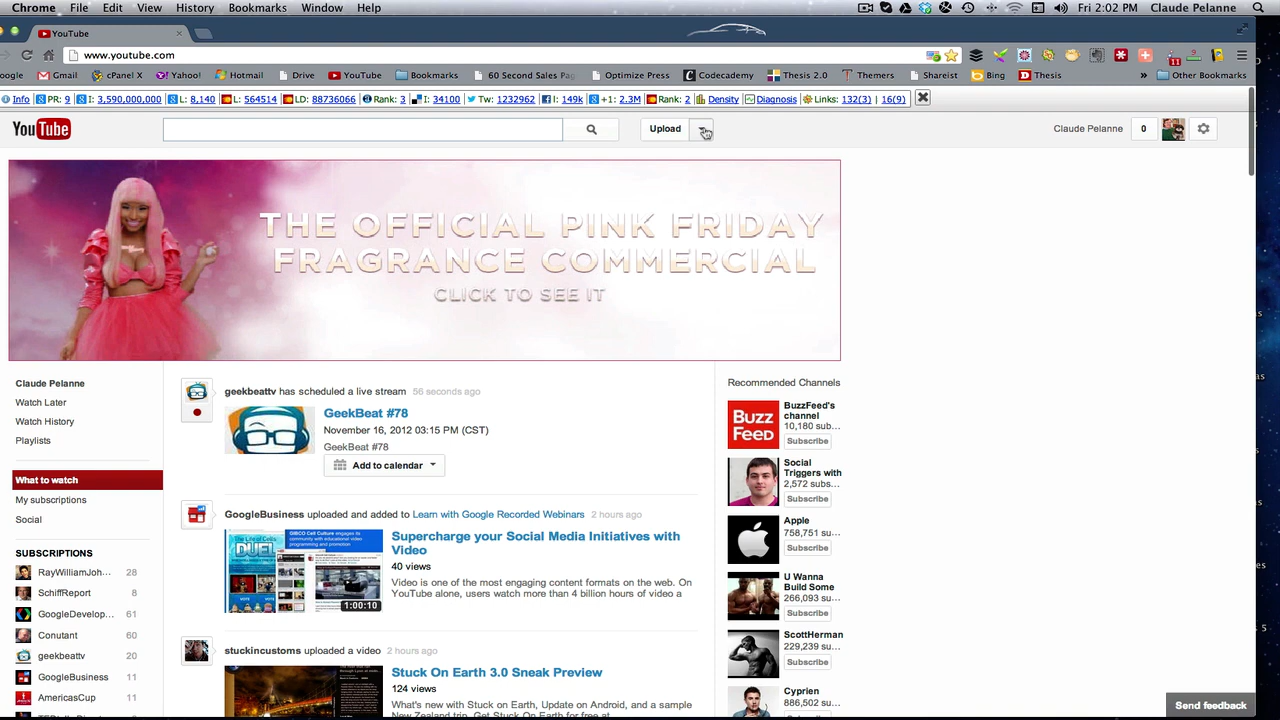 Chrome File Edit View History Bookmarks Window Help Fri 2:02 PM Claude Pelanne
YouTube
www.youtube.com
oogle Gmail cPanel X Yahoo! Hotmail Drive YouTube Bookmarks 60 Second Sales Pag Optimize Press Codecademy Thesis 2.0 Themers Shareist Bing Thesis » Other Bookmarks
Info PR: 9 I: 3,590,000,000 L: 8,140 L: 564514 LD: 88736066 Rank: 3 I: 34100 Tw: 1232962 I: 149k +1: 2.3M Rank: 2 Density Diagnosis Links: 132(3) | 16(9)
YouTube Upload Claude Pelanne 0
THE OFFICIAL PINK FRIDAY
FRAGRANCE COMMERCIAL
CLICK TO SEE IT
Claude Pelanne
Watch Later
Watch History
Playlists
What to watch
My subscriptions
Social
SUBSCRIPTIONS
RayWilliamJoh... 28
SchiffReport 8
GoogleDevelop... 61
Conutant 60
geekbeattv 20
GoogleBusiness 11
AmericasC 11
geekbeattv has scheduled a live stream 56 seconds ago
GeekBeat #78
November 16, 2012 03:15 PM (CST)
GeekBeat #78
Add to calendar
GoogleBusiness uploaded and added to Learn with Google Recorded Webinars 2 hours ago
Supercharge your Social Media Initiatives with
Video
40 views
Video is one of the most engaging content formats on the web. On
YouTube alone, users watch more than 4 billion hours of video a
1:00:10
stuckincustoms uploaded a video 2 hours ago
Stuck On Earth 3.0 Sneak Preview
124 views
What's new with Stuck on earth, Update on Android, and a sample
New Zealand trip. Get Stuck On Earth for free at
Recommended Channels
BuzzFeed's
channel
10,180 sub...
Subscribe
Social
Triggers with
2,572 subs...
Subscribe
Apple
758,751 su...
Subscribe
U Wanna
Build Some
266,093 su...
Subscribe
ScottHerman
229,239 su...
Subscribe
Cyprien
886,502 su...
Send feedback